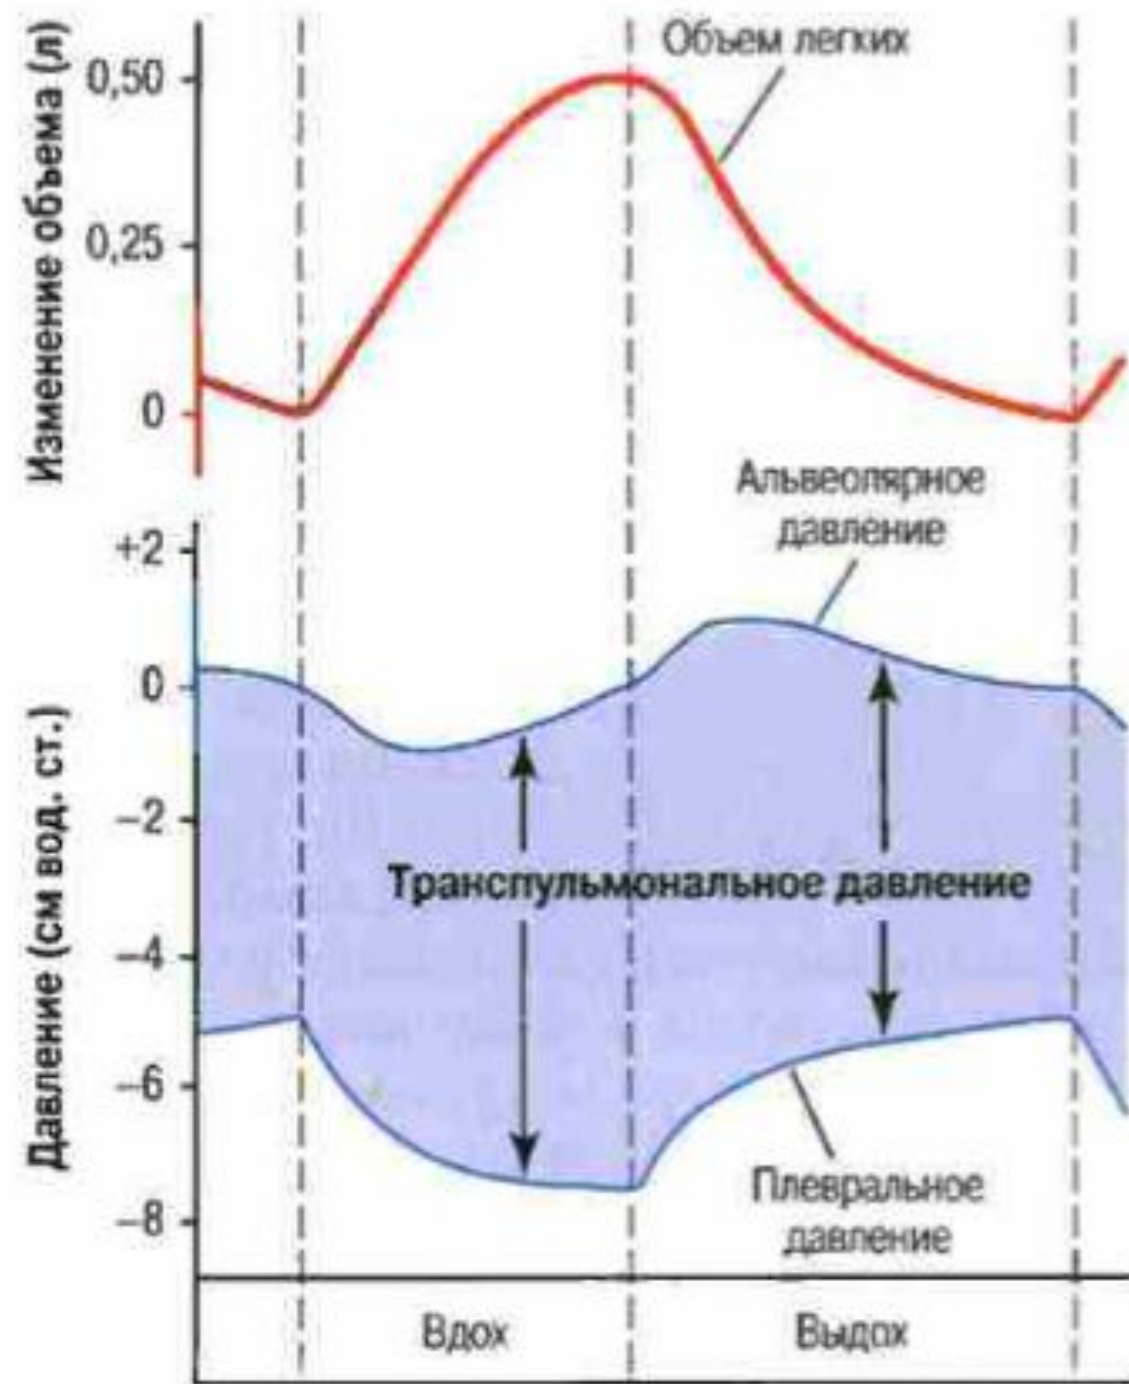 Изменение объема (л)
0,50
0,25
0
Объем легких
Давление (см вод. ст.)
+2
0
−2
−4
−6
−8
Альвеолярное
давление
Транспульмональное давление
Плевральное
давление
Вдох
Выдох